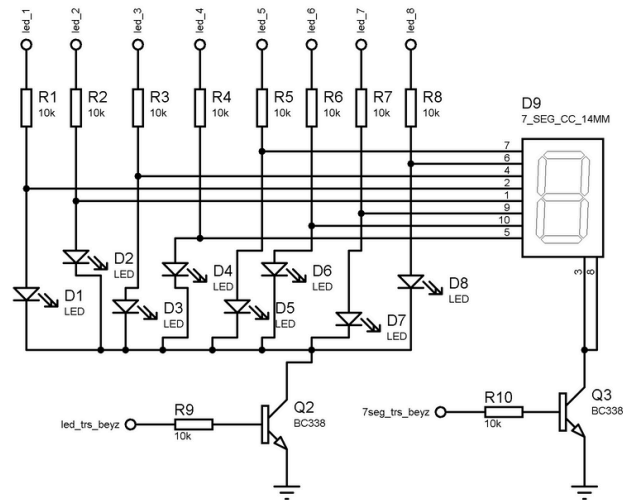 led_1 led_2 led_3 led_4 led_5 led_6 led_7 led_8
R1 R2 R3 R4 R5 R6 R7 R8
10k 10k 10k 10k 10k 10k 10k 10k
D9
7_SEG_CC_14MM
7
6
4
2
1
9
10
5
3 8
D1
LED
D2
LED
D3
LED
D4
LED
D5
LED
D6
LED
D7
LED
D8
LED
led_trs_beyz
R9
10k
Q2
BC338
7seg_trs_beyz
R10
10k
Q3
BC338